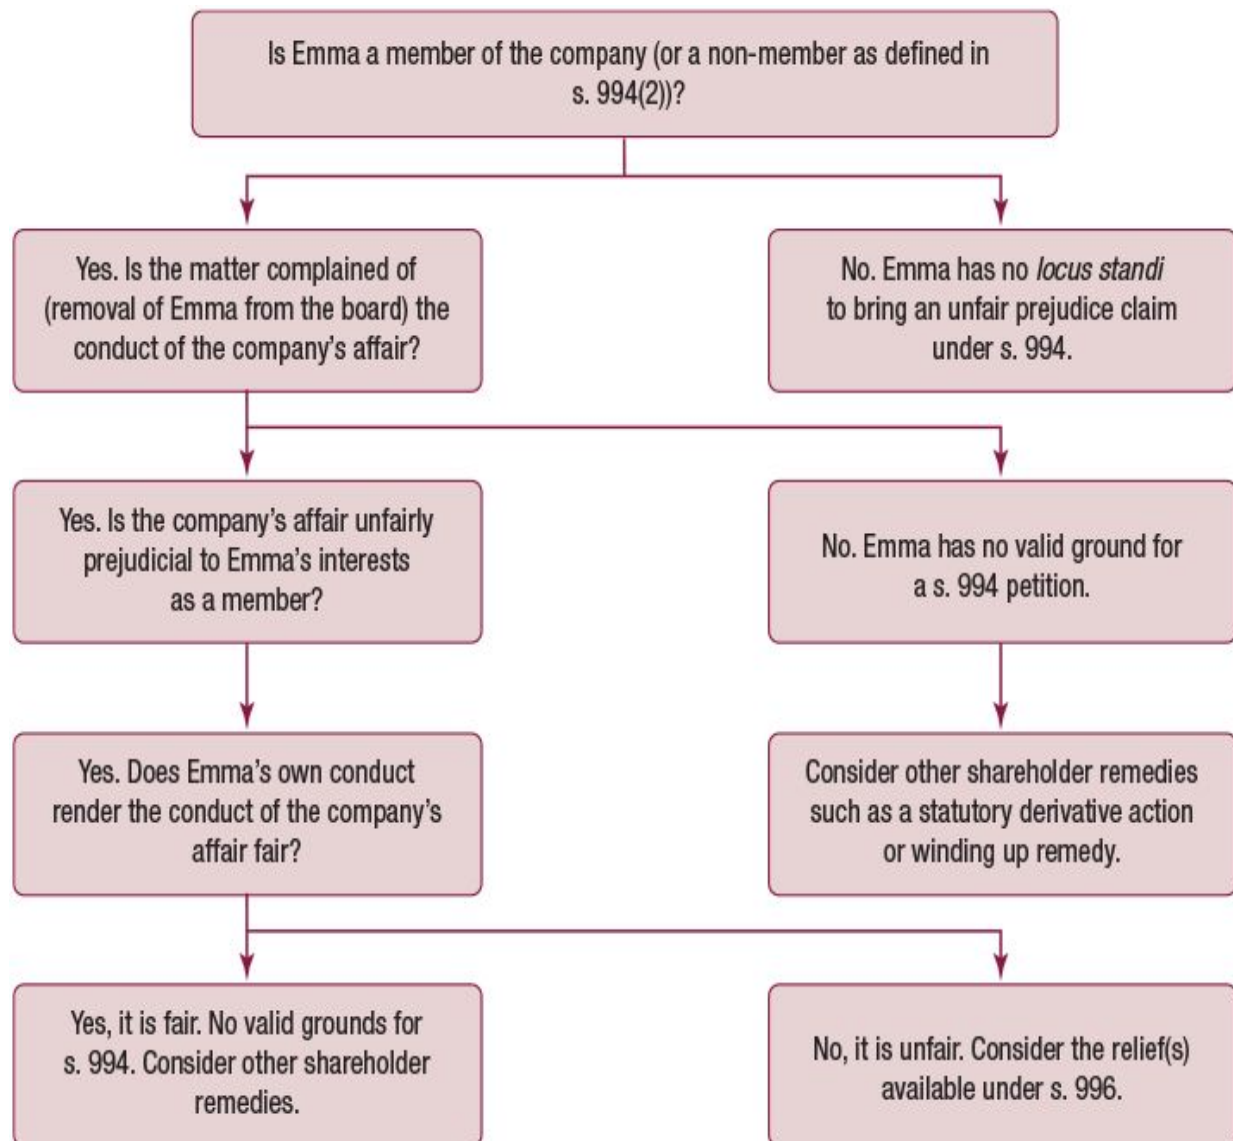 Is Emma a member of the company (or a non-member as defined in
s. 994(2))?
Yes. Is the matter complained of
(removal of Emma from the board) the
conduct of the company's affair?
No. Emma has no locus standi
to bring an unfair prejudice claim
under s. 994.
Yes. Is the company's affair unfairly
prejudicial to Emma's interests
as a member?
No. Emma has no valid ground for
a s. 994 petition.
Yes. Does Emma's own conduct
render the conduct of the company's
affair fair?
Consider other shareholder remedies
such as a statutory derivative action
or winding up remedy.
Yes, it is fair. No valid grounds for
s. 994. Consider other shareholder
remedies.
No, it is unfair. Consider the relief(s)
available under s. 996.